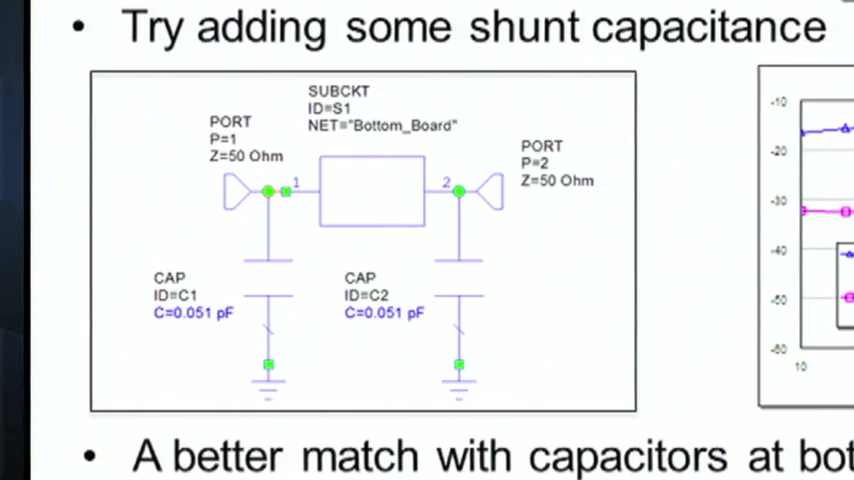 • Try adding some shunt capacitance
SUBCKT
ID=S1
NET="Bottom_Board"
PORT
P=1
Z=50 Ohm
PORT
P=2
Z=50 Ohm
1
2
CAP
ID=C1
C=0.051 pF
CAP
ID=C2
C=0.051 pF
-10
-20
-30
-40
-50
-60
10
• A better match with capacitors at bot